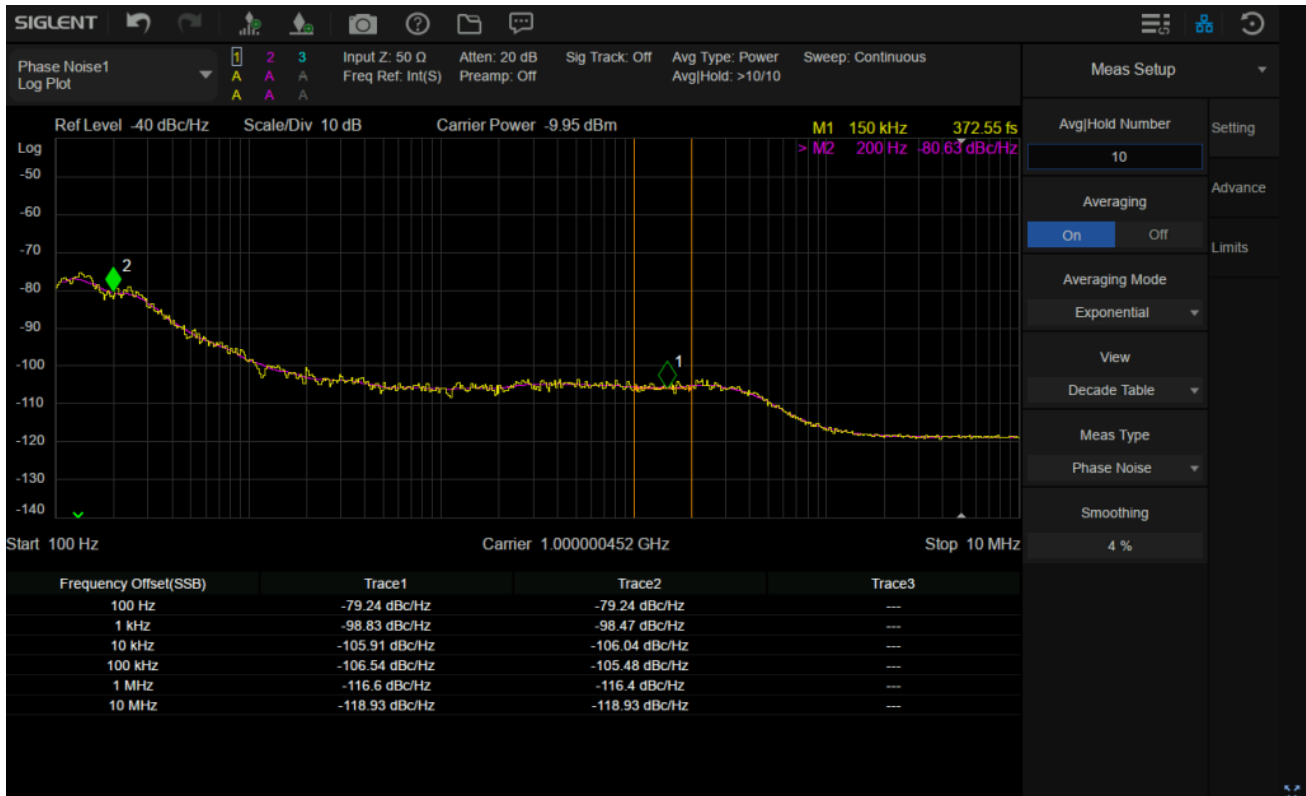 SIGLENT
Phase Noise1
Log Plot
1 2 3
A A A
A A A
Input Z: 50 Ω Atten: 20 dB Sig Track: Off Avg Type: Power Sweep: Continuous
Freq Ref: Int(S) Preamp: Off Avg|Hold: >10/10
Ref Level -40 dBc/Hz Scale/Div 10 dB Carrier Power -9.95 dBm
M1 150 kHz 372.55 fs
> M2 200 Hz -80.63 dBc/Hz
Log
-50
-60
-70
-80
-90
-100
-110
-120
-130
-140
2
1
Start 100 Hz Carrier 1.000000452 GHz Stop 10 MHz
Frequency Offset(SSB) Trace1 Trace2 Trace3
100 Hz -79.24 dBc/Hz -79.24 dBc/Hz ---
1 kHz -98.83 dBc/Hz -98.47 dBc/Hz ---
10 kHz -105.91 dBc/Hz -106.04 dBc/Hz ---
100 kHz -106.54 dBc/Hz -105.48 dBc/Hz ---
1 MHz -116.6 dBc/Hz -116.4 dBc/Hz ---
10 MHz -118.93 dBc/Hz -118.93 dBc/Hz ---
Meas Setup
Avg|Hold Number
10
Averaging
On Off
Averaging Mode
Exponential
View
Decade Table
Meas Type
Phase Noise
Smoothing
4 %
Setting
Advance
Limits